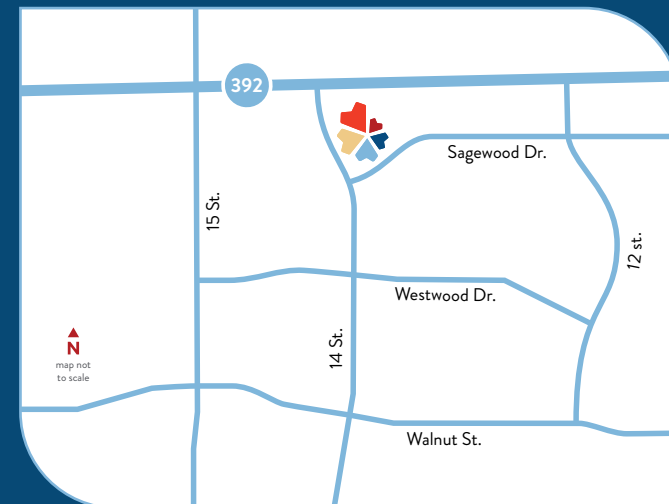 392
Sagewood Dr.
15 St.
12 st.
Westwood Dr.
14 St.
N
map not
to scale
Walnut St.